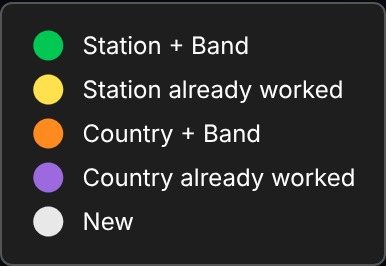 Station + Band
Station already worked
Country + Band
Country already worked
New